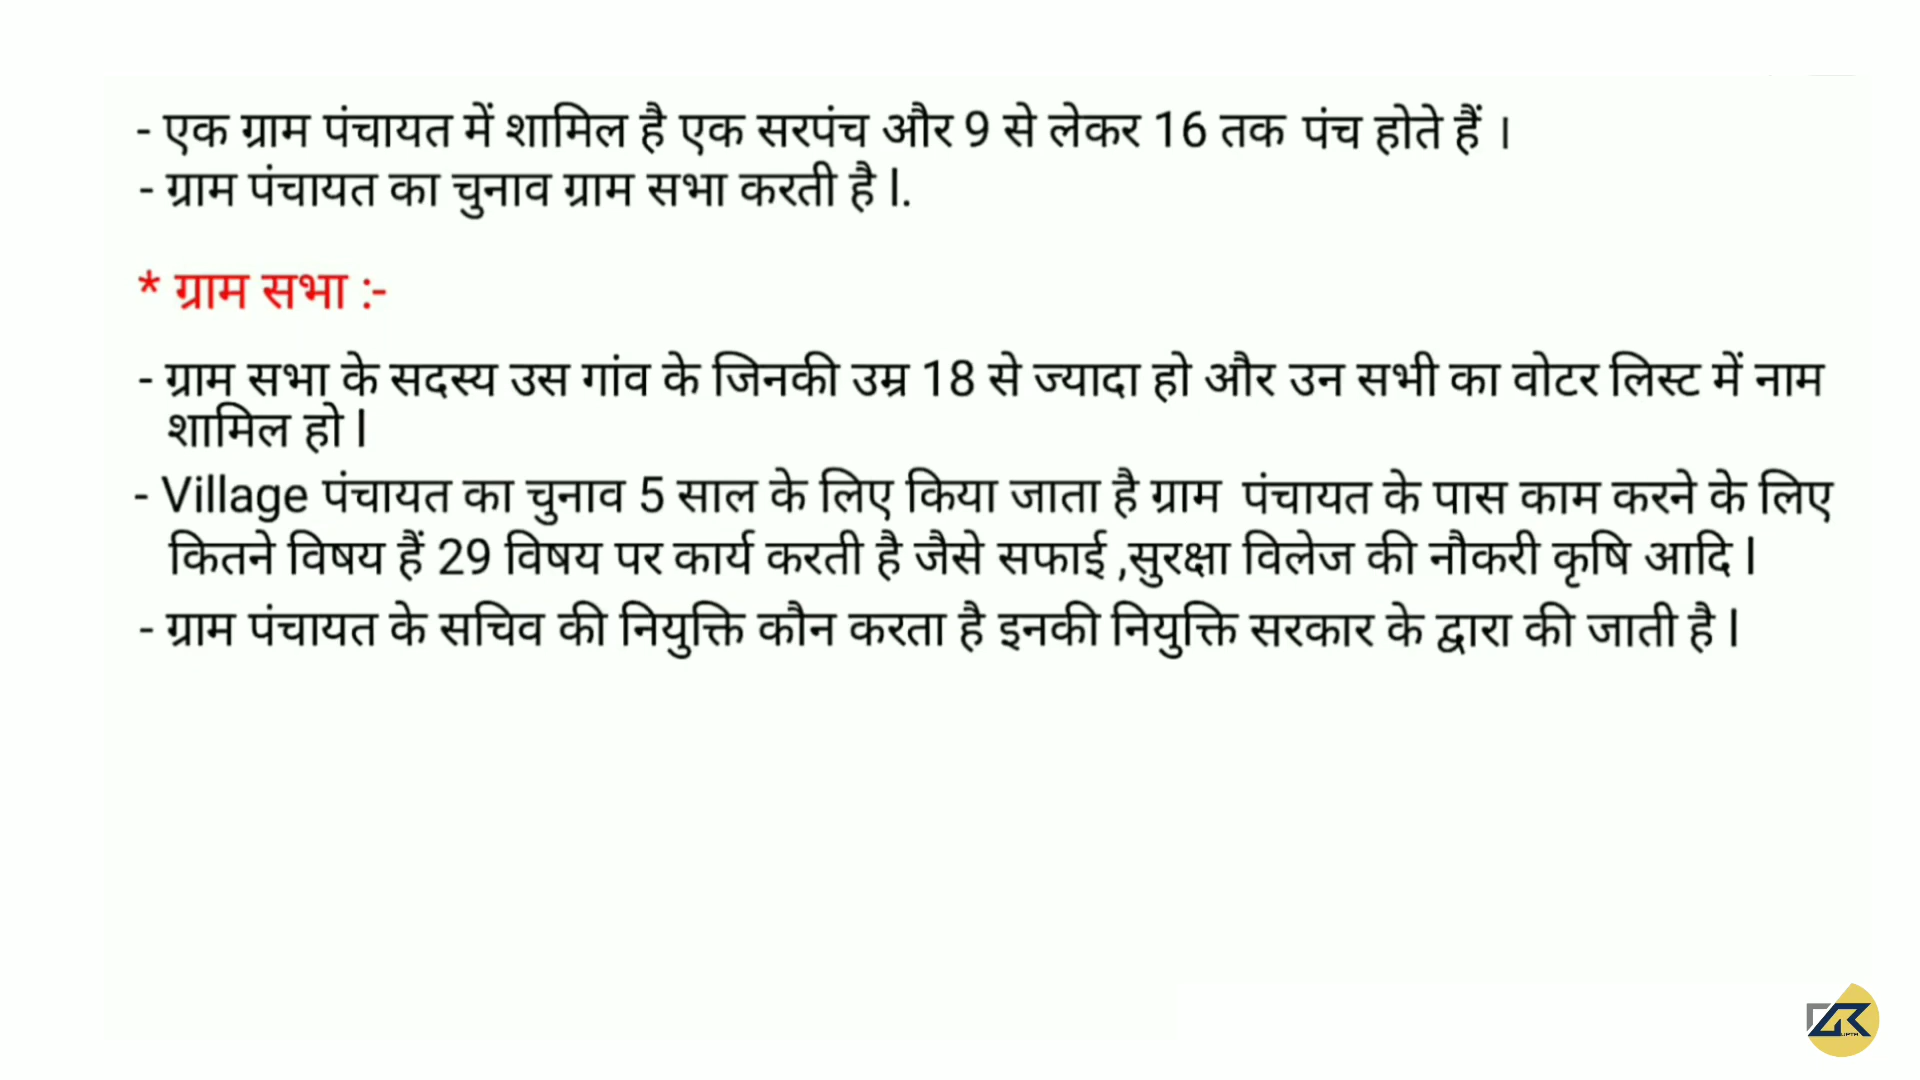 - एक ग्राम पंचायत में शामिल है एक सरपंच और 9 से लेकर 16 तक पंच होते हैं ।
- ग्राम पंचायत का चुनाव ग्राम सभा करती है l.
* ग्राम सभा :-
- ग्राम सभा के सदस्य उस गांव के जिनकी उम्र 18 से ज्यादा हो और उन सभी का वोटर लिस्ट में नाम
शामिल हो l
- Village पंचायत का चुनाव 5 साल के लिए किया जाता है ग्राम पंचायत के पास काम करने के लिए
कितने विषय हैं 29 विषय पर कार्य करती है जैसे सफाई ,सुरक्षा विलेज की नौकरी कृषि आदि l
- ग्राम पंचायत के सचिव की नियुक्ति कौन करता है इनकी नियुक्ति सरकार के द्वारा की जाती है l